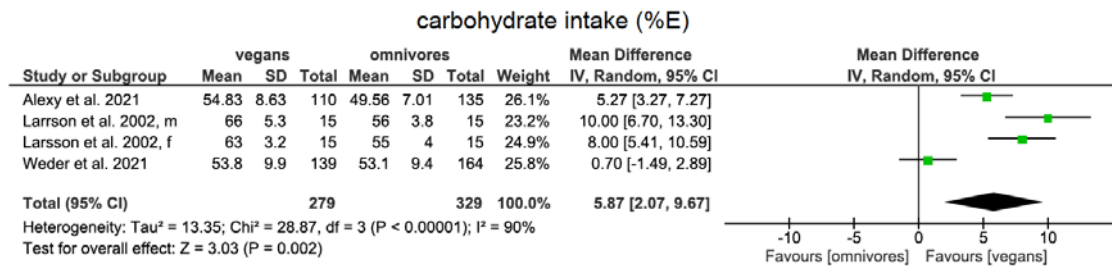 carbohydrate intake (%E)
vegans omnivores Mean Difference Mean Difference
Study or Subgroup Mean SD Total Mean SD Total Weight IV, Random, 95% CI IV, Random, 95% CI
Alexy et al. 2021 54.83 8.63 110 49.56 7.01 135 26.1% 5.27 [3.27, 7.27]
Larrson et al. 2002, m 66 5.3 15 56 3.8 15 23.2% 10.00 [6.70, 13.30]
Larsson et al. 2002, f 63 3.2 15 55 4 15 24.9% 8.00 [5.41, 10.59]
Weder et al. 2021 53.8 9.9 139 53.1 9.4 164 25.8% 0.70 [-1.49, 2.89]
Total (95% CI) 279 329 100.0% 5.87 [2.07, 9.67]
Heterogeneity: Tau² = 13.35; Chi² = 28.87, df = 3 (P < 0.00001); I² = 90%
Test for overall effect: Z = 3.03 (P = 0.002)
-10 -5 0 5 10
Favours [omnivores] Favours [vegans]